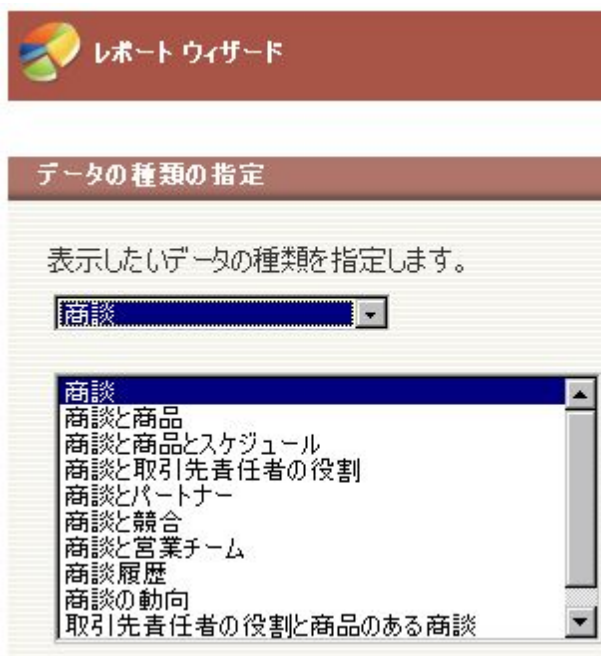 レポート ウィザード
データの種類の指定
表示したいデータの種類を指定します。
商談
商談
商談と商品
商談と商品とスケジュール
商談と取引先責任者の役割
商談とパートナー
商談と競合
商談と営業チーム
商談履歴
商談の動向
取引先責任者の役割と商品のある商談